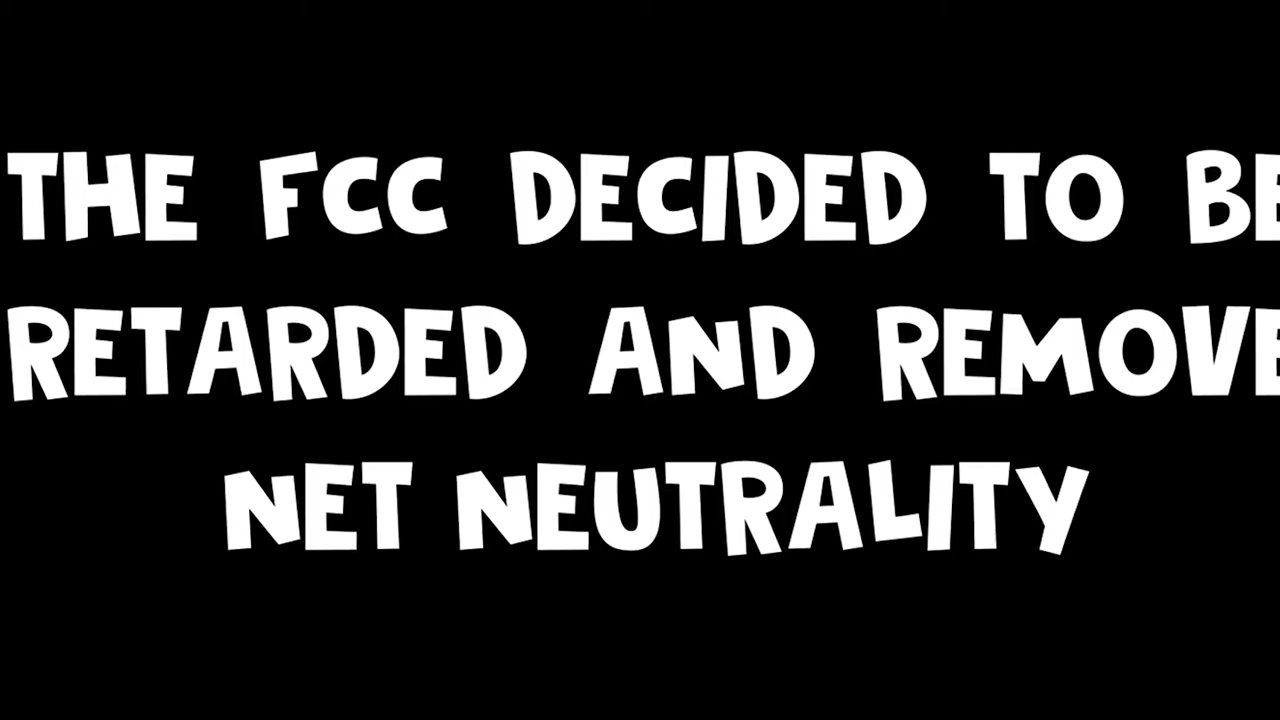 THE FCC DECIDED TO BE
RETARDED AND REMOVE
NET NEUTRALITY